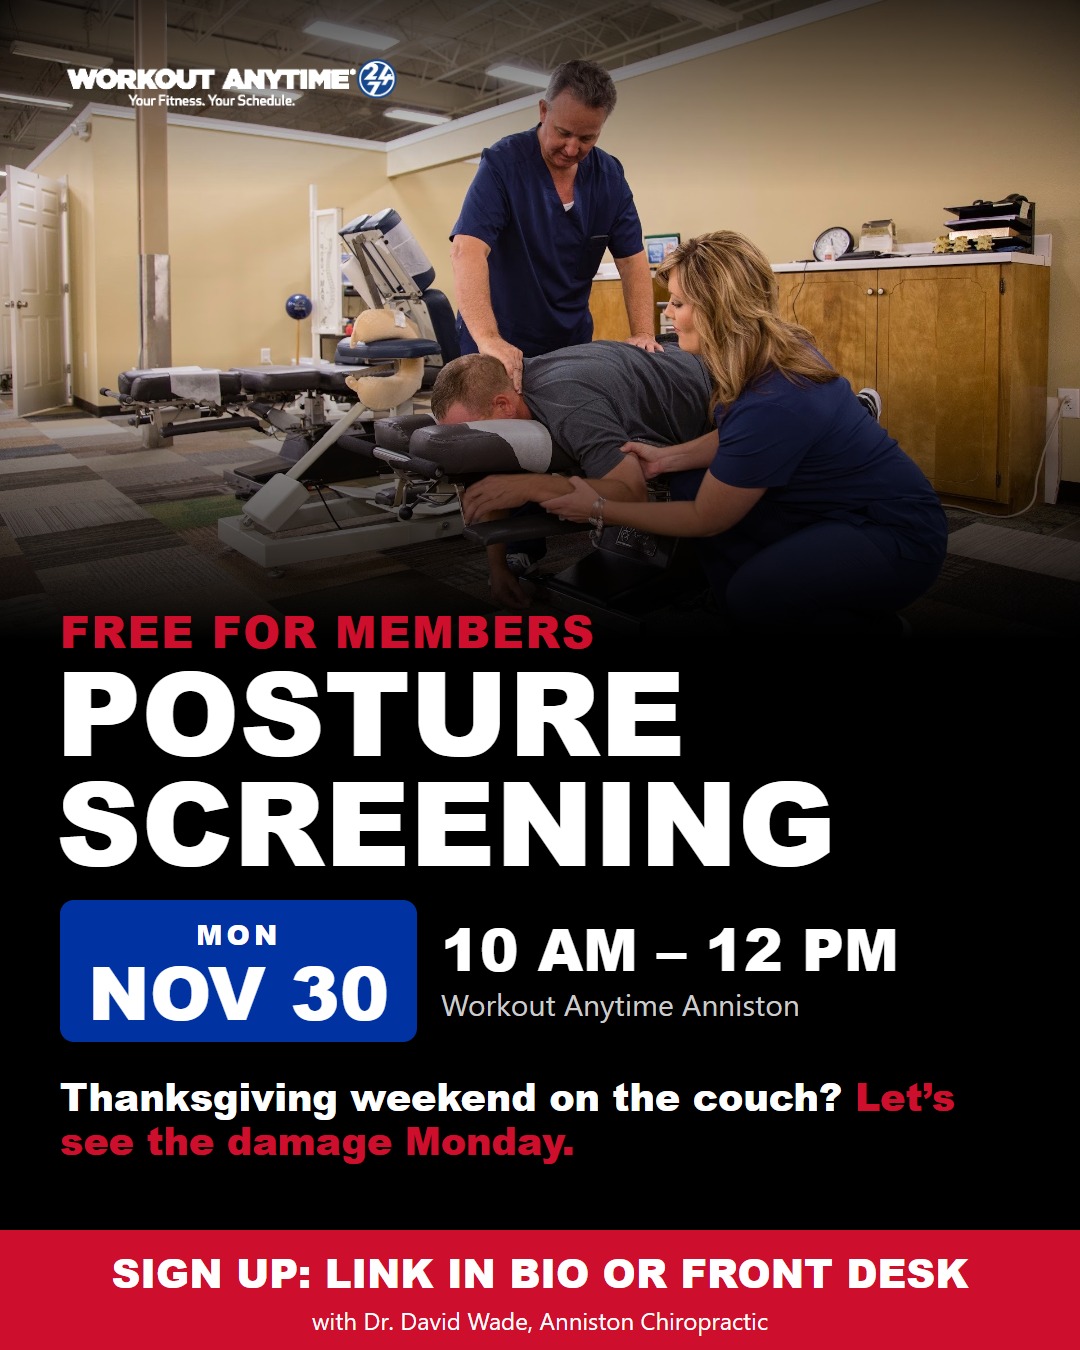 WORKOUT ANYTIME 24/7
Your Fitness. Your Schedule.
FREE FOR MEMBERS
POSTURE
SCREENING
MON
NOV 30
10 AM – 12 PM
Workout Anytime Anniston
Thanksgiving weekend on the couch? Let’s
see the damage Monday.
SIGN UP: LINK IN BIO OR FRONT DESK
with Dr. David Wade, Anniston Chiropractic